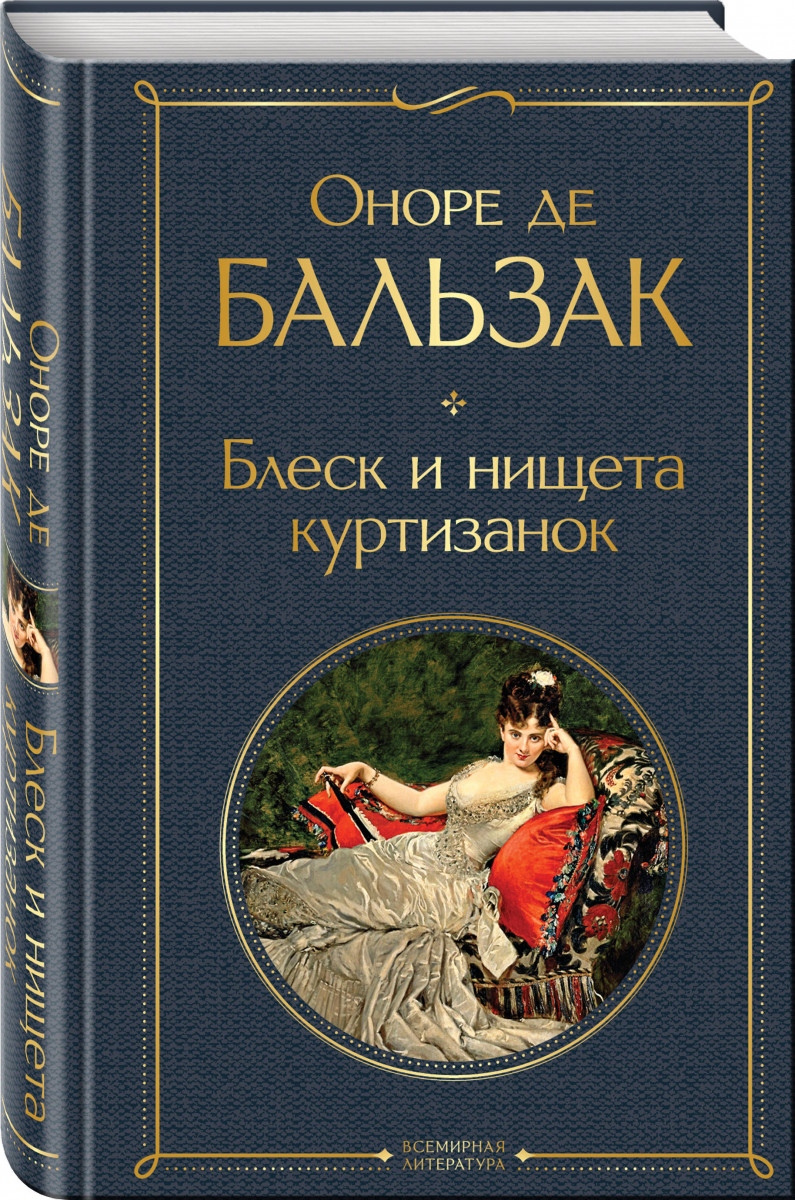 Оноре де
БАЛЬЗАК
Блеск и нищета
куртизанок
ВСЕМИРНАЯ
ЛИТЕРАТУРА
Оноре де
БАЛЬЗАК
Блеск и нищета
куртизанок